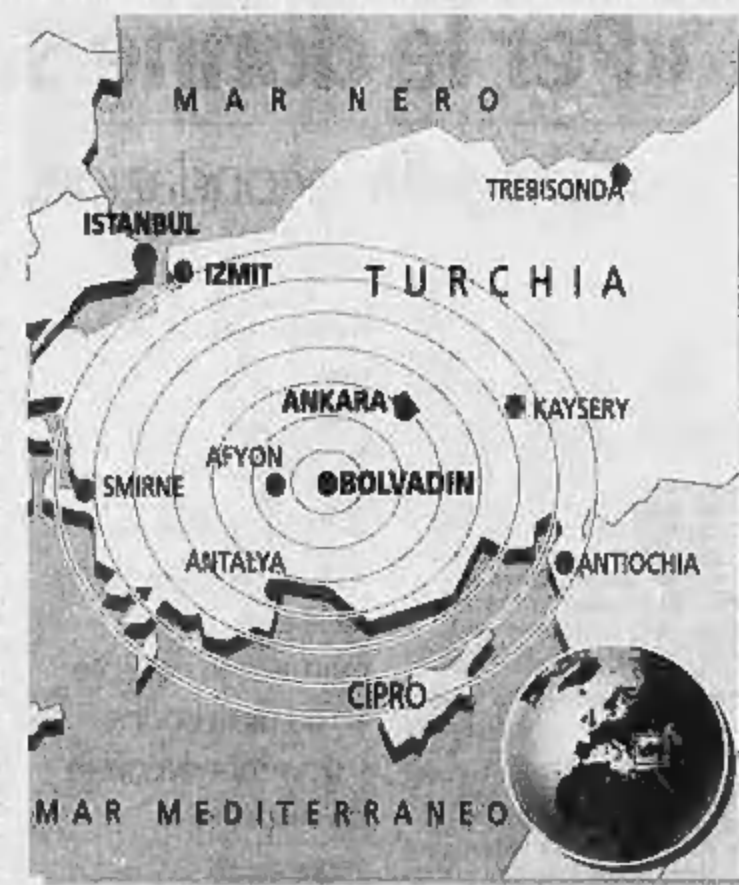 MAR NERO
TREBISONDA
ISTANBUL
IZMIT
TURCHIA
ANKARA
KAYSERY
AFYON
SMIRNE
BOLVADIN
ANTALYA
ANTIOCHIA
CIPRO
MAR MEDITERRANEO